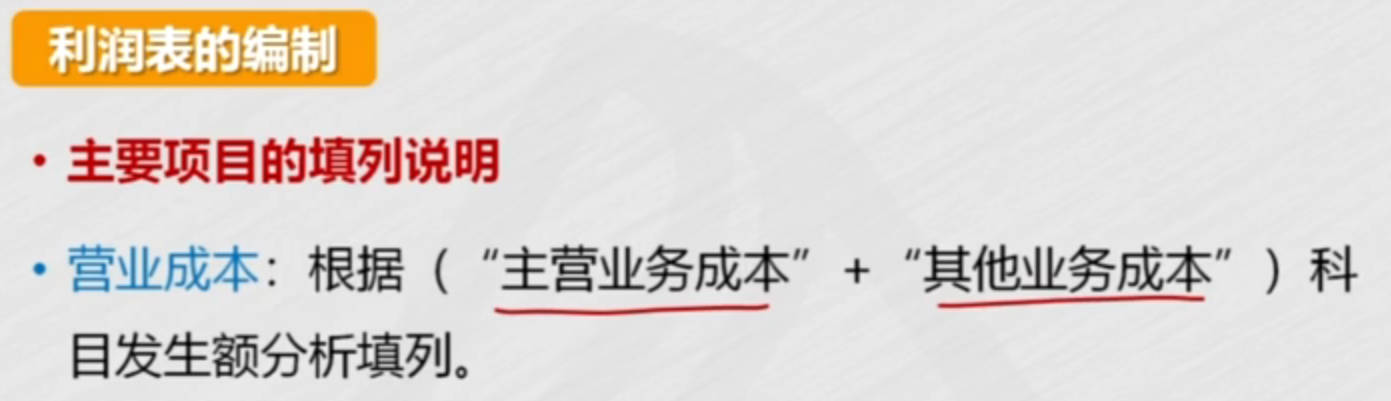 利润表的编制
• 主要项目的填列说明
• 营业成本：根据（“主营业务成本”+“其他业务成本”）科
目发生额分析填列。